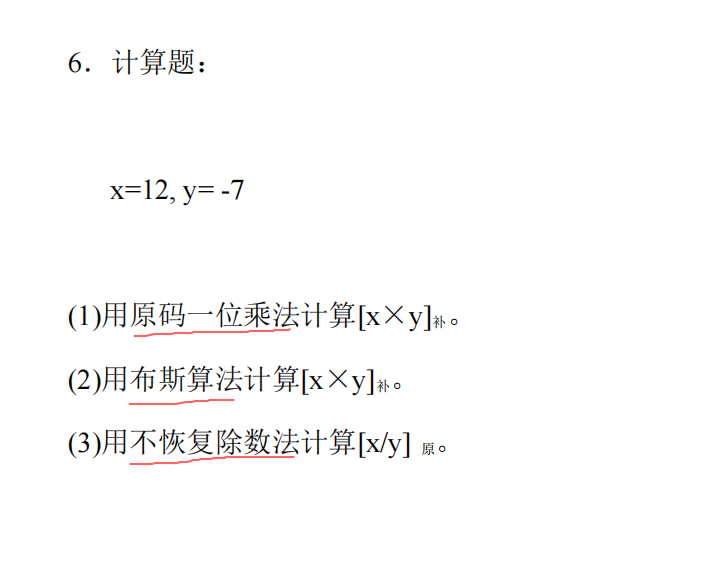 6．计算题：
x=12, y= -7
(1)用原码一位乘法计算[x×y]补。
(2)用布斯算法计算[x×y]补。
(3)用不恢复除数法计算[x/y] 原。